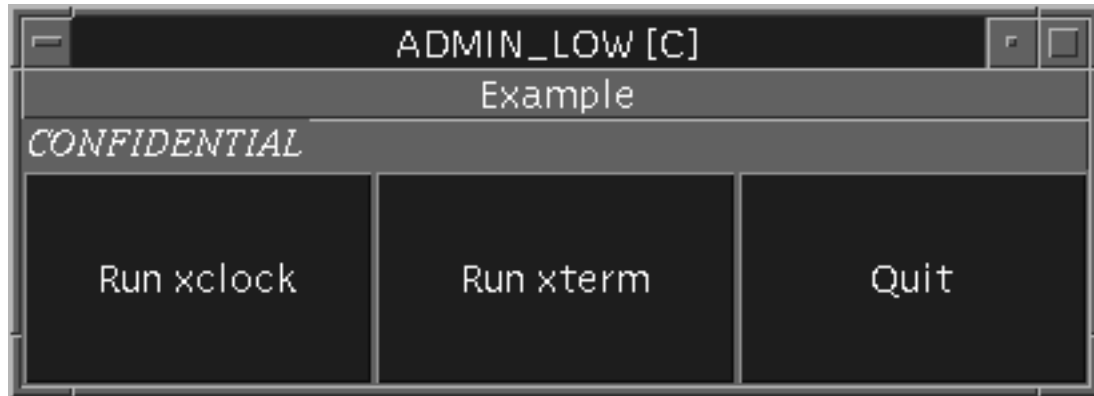 ADMIN_LOW [C]
Example
CONFIDENTIAL
Run xclock Run xterm Quit